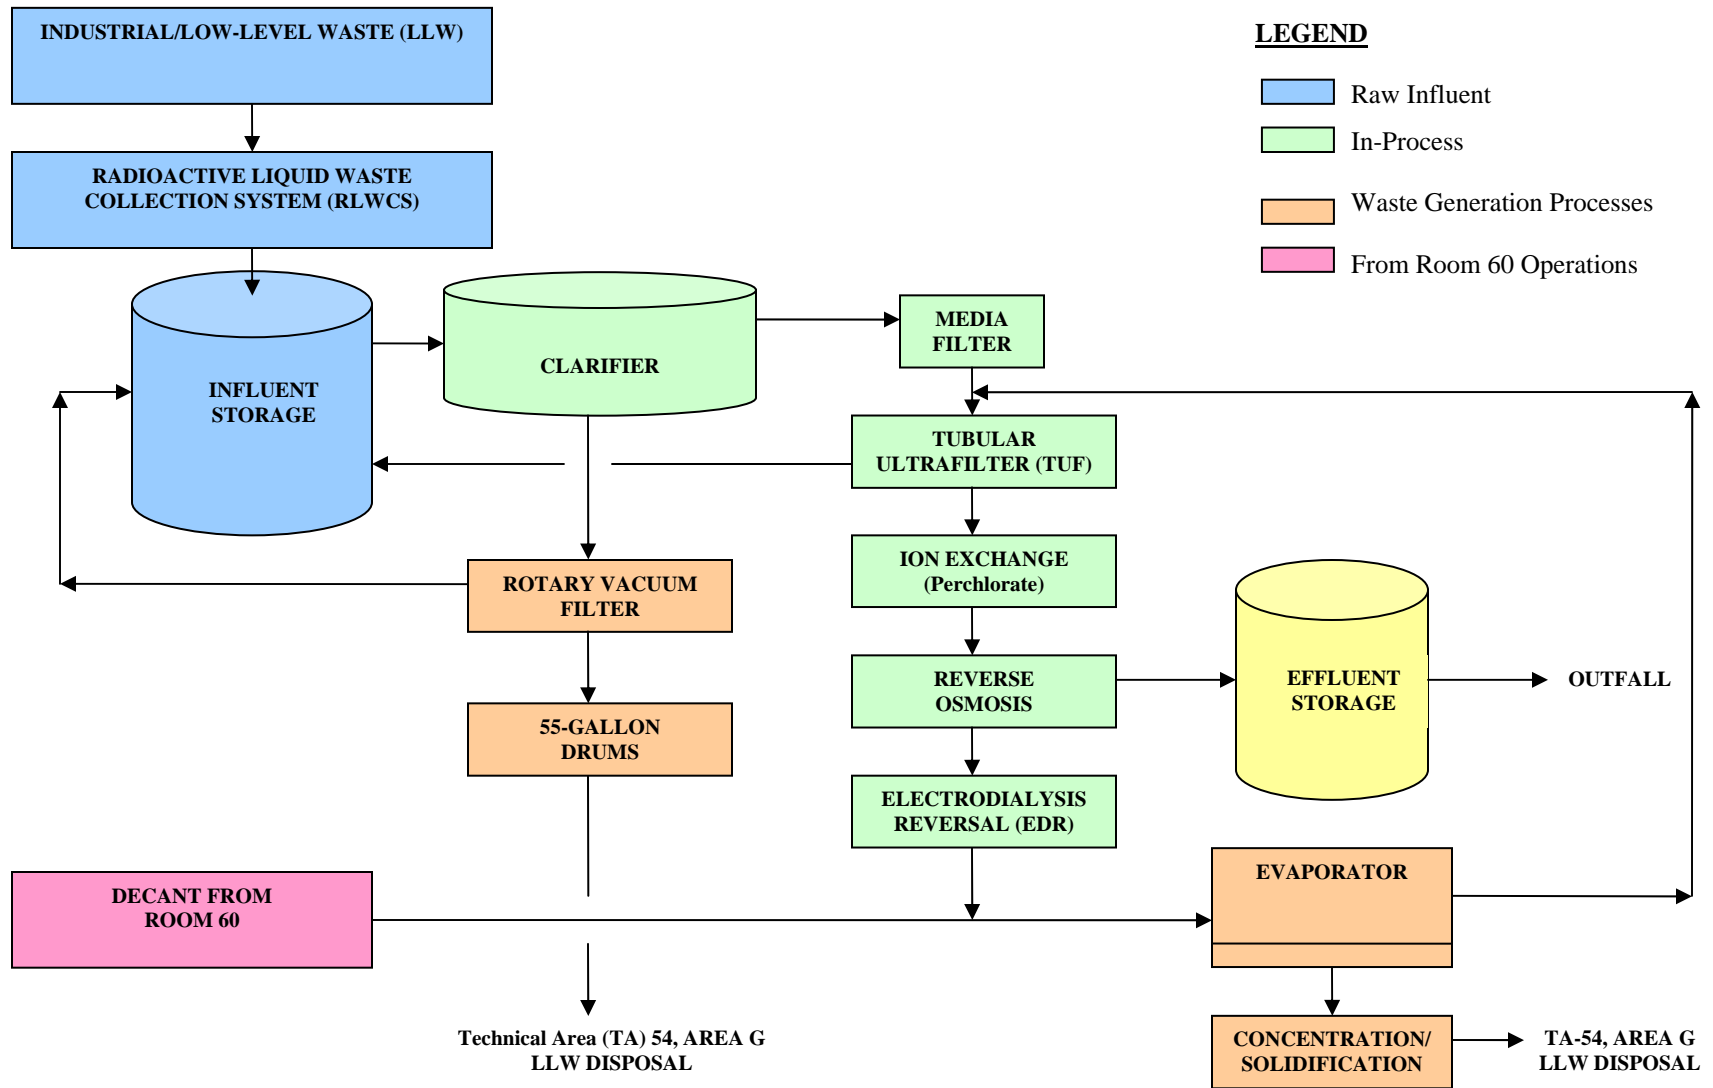 INDUSTRIAL/LOW-LEVEL WASTE (LLW)
RADIOACTIVE LIQUID WASTE
COLLECTION SYSTEM (RLWCS)
LEGEND
Raw Influent
In-Process
Waste Generation Processes
From Room 60 Operations
INFLUENT
STORAGE
CLARIFIER
MEDIA
FILTER
TUBULAR
ULTRAFILTER (TUF)
ION EXCHANGE
(Perchlorate)
ROTARY VACUUM
FILTER
REVERSE
OSMOSIS
EFFLUENT
STORAGE
OUTFALL
55-GALLON
DRUMS
ELECTRODIALYSIS
REVERSAL (EDR)
DECANT FROM
ROOM 60
EVAPORATOR
Technical Area (TA) 54, AREA G
LLW DISPOSAL
CONCENTRATION/
SOLIDIFICATION
TA-54, AREA G
LLW DISPOSAL